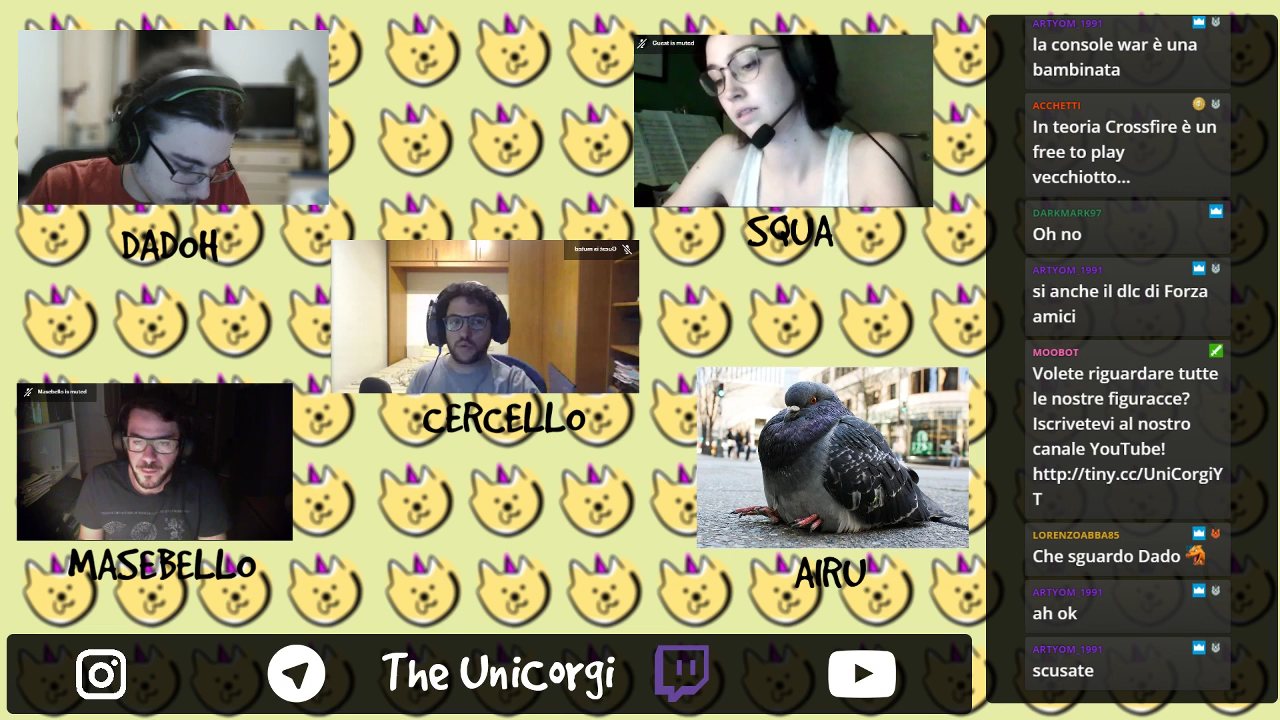 Guest is muted
DADOH
SQUA
Guest is muted
CERCELLO
Masebello is muted
MASEBELLO
AIRU
The UniCorgi
ARTYOM_1991
la console war è una
bambinata
ACCHETTI
In teoria Crossfire è un
free to play
vecchiotto...
DARKMARK97
Oh no
ARTYOM_1991
si anche il dlc di Forza
amici
MOOBOT
Volete riguardare tutte
le nostre figuracce?
Iscrivetevi al nostro
canale YouTube!
http://tiny.cc/UniCorgiY
T
LORENZOABBA85
Che sguardo Dado
ARTYOM_1991
ah ok
ARTYOM_1991
scusate